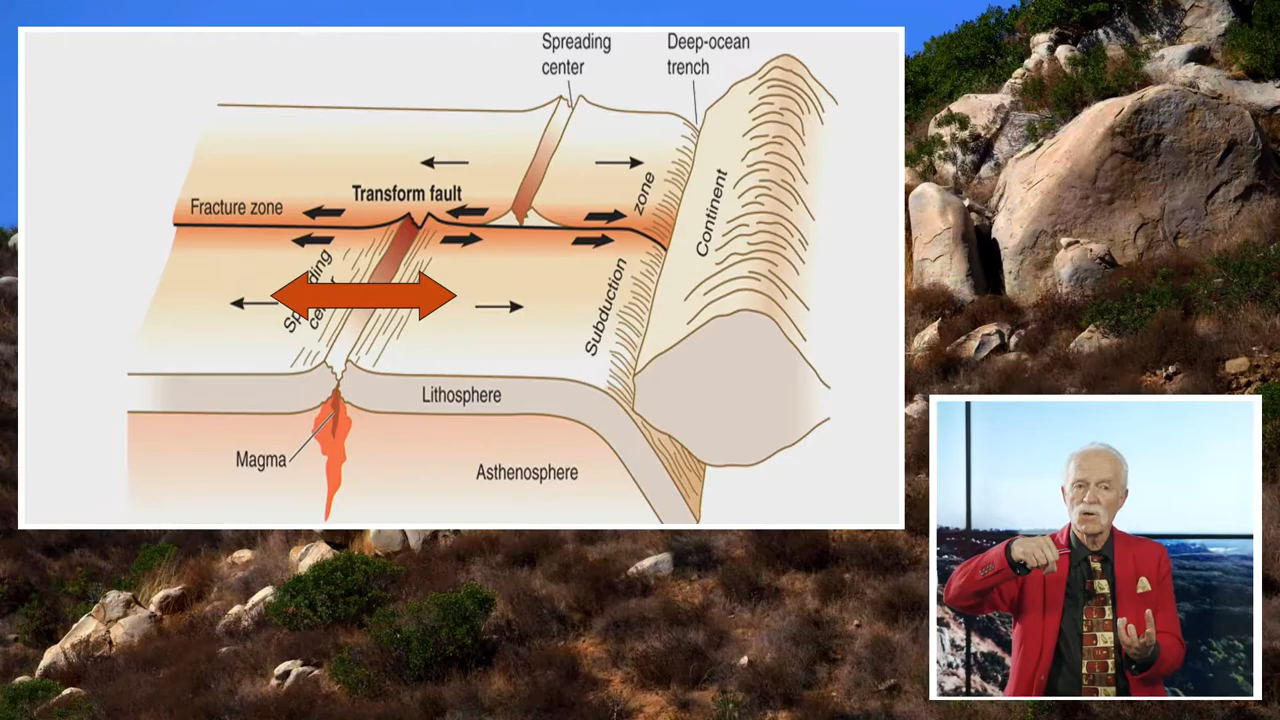 Spreading
center
Deep-ocean
trench
Transform fault
Fracture zone
zone
Continent
Subduction
Lithosphere
Magma
Asthenosphere